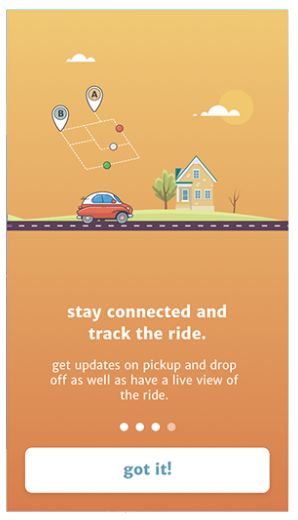 A
B
stay connected and
track the ride.
get updates on pickup and drop
off as well as have a live view of
the ride.
got it!